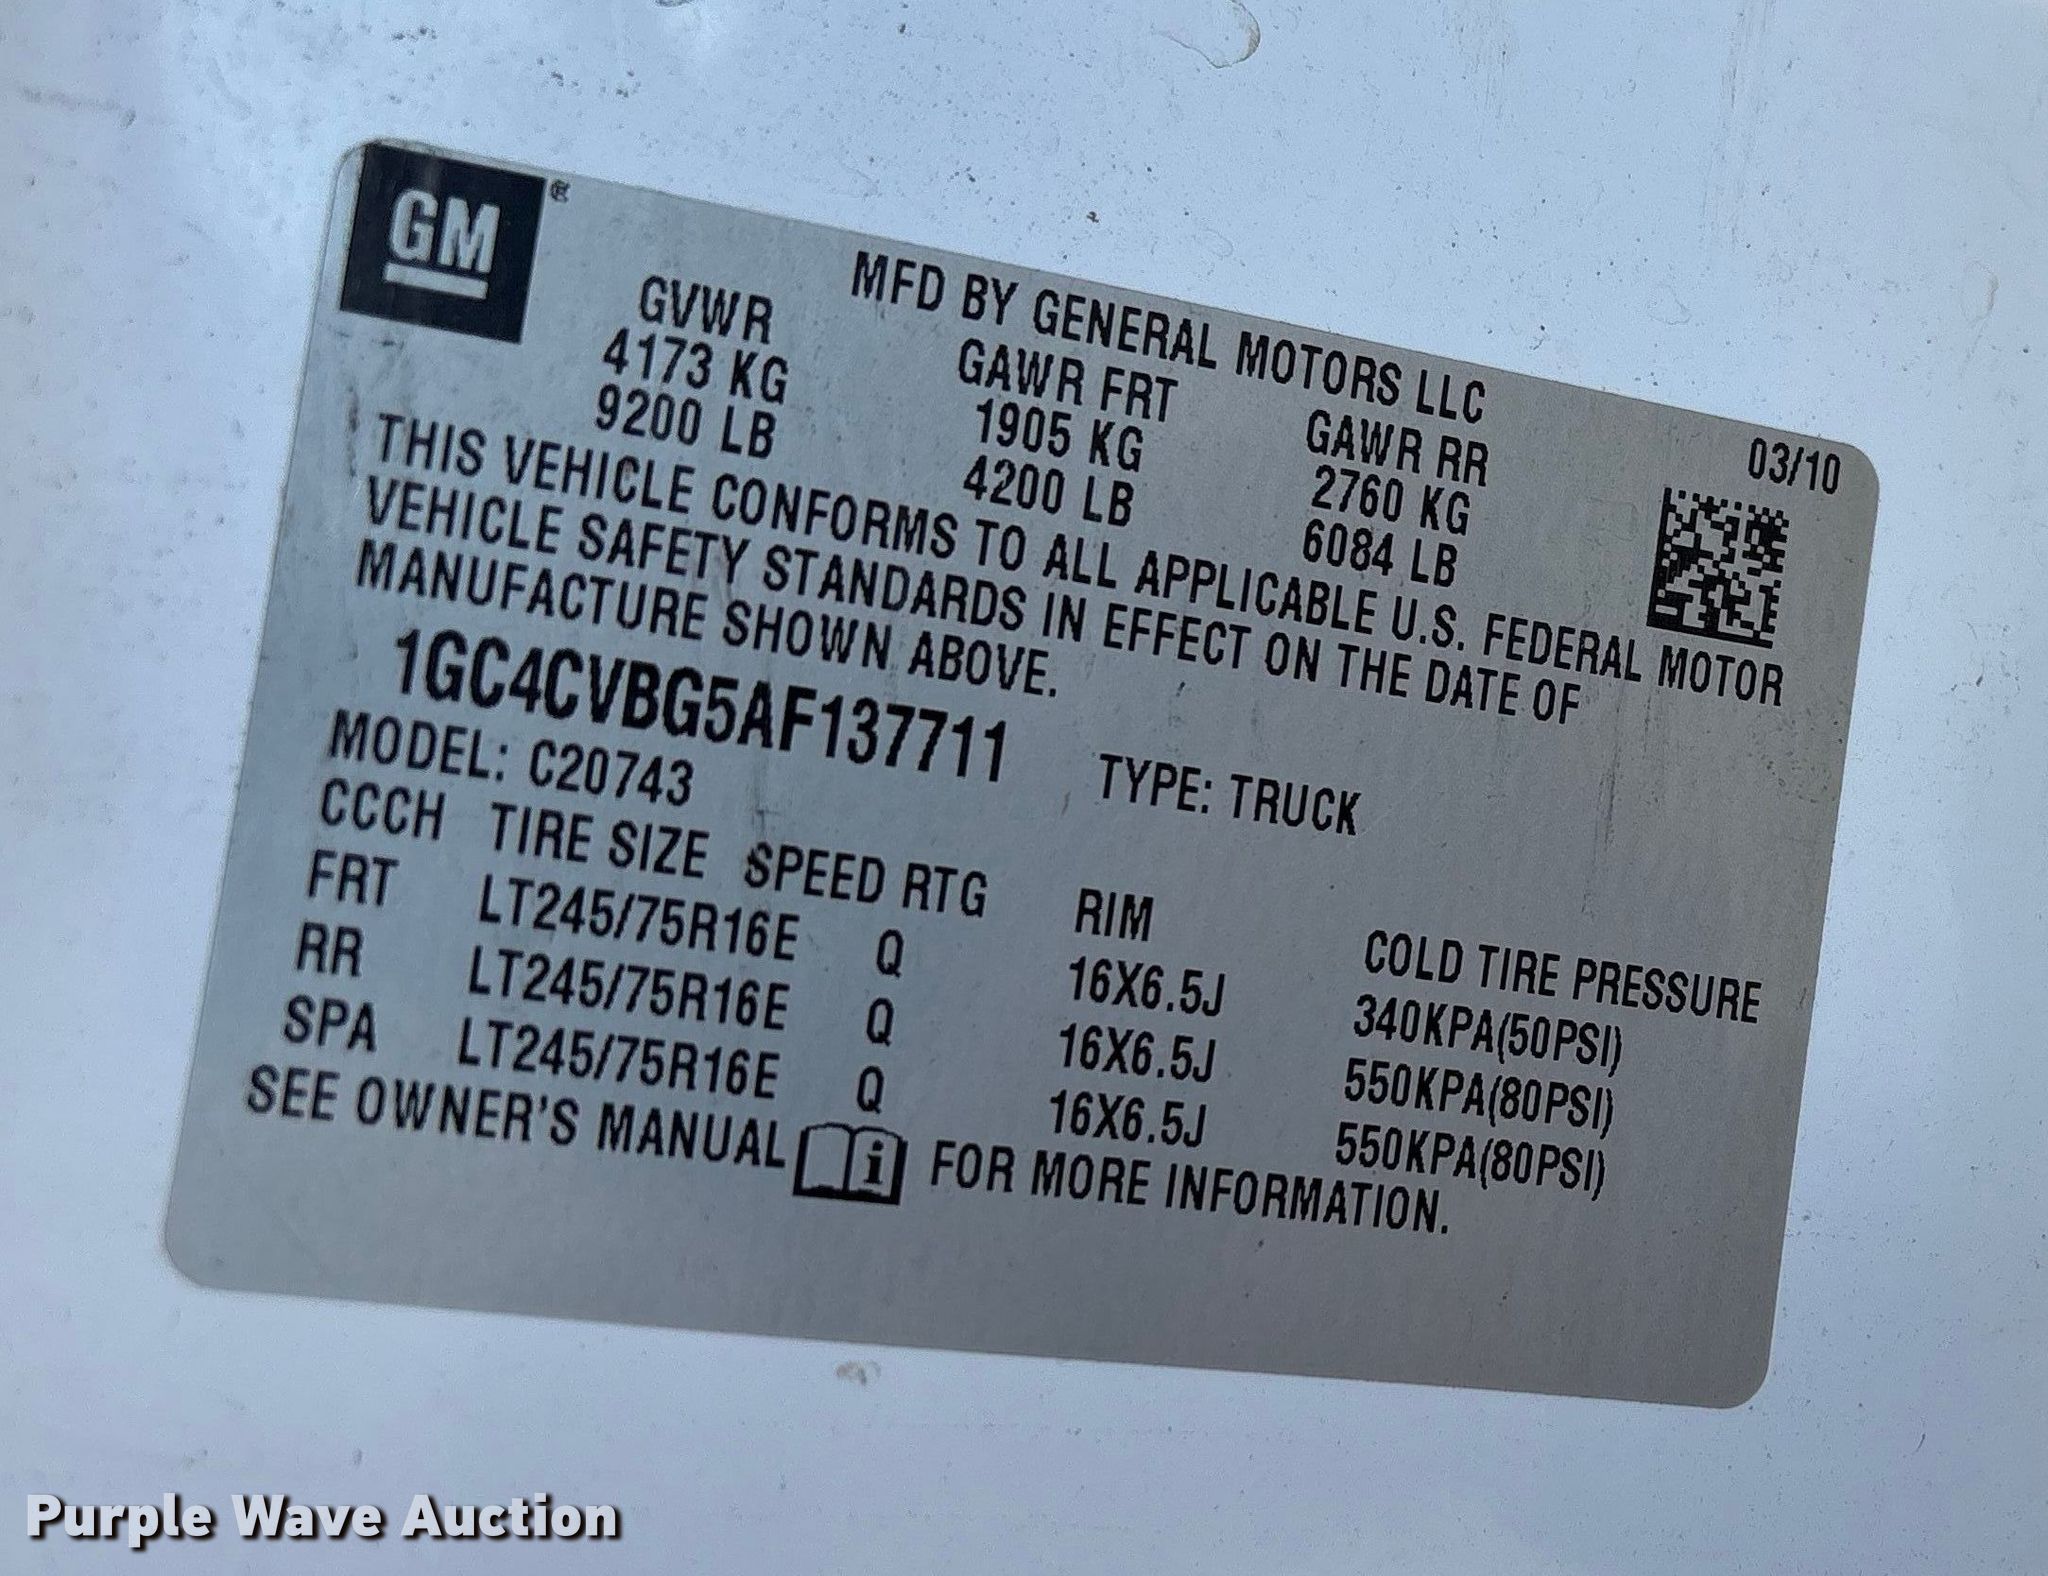 GM®
MFD BY GENERAL MOTORS LLC 03/10
GVWR GAWR FRT GAWR RR
4173 KG 1905 KG 2760 KG
9200 LB 4200 LB 6084 LB
THIS VEHICLE CONFORMS TO ALL APPLICABLE U.S. FEDERAL MOTOR
VEHICLE SAFETY STANDARDS IN EFFECT ON THE DATE OF
MANUFACTURE SHOWN ABOVE.
1GC4CVBG5AF137711 TYPE: TRUCK
MODEL: C20743
CCCH TIRE SIZE SPEED RTG RIM COLD TIRE PRESSURE
FRT LT245/75R16E Q 16X6.5J 340KPA(50PSI)
RR LT245/75R16E Q 16X6.5J 550KPA(80PSI)
SPA LT245/75R16E Q 16X6.5J 550KPA(80PSI)
SEE OWNER'S MANUAL i FOR MORE INFORMATION.
Purple Wave Auction